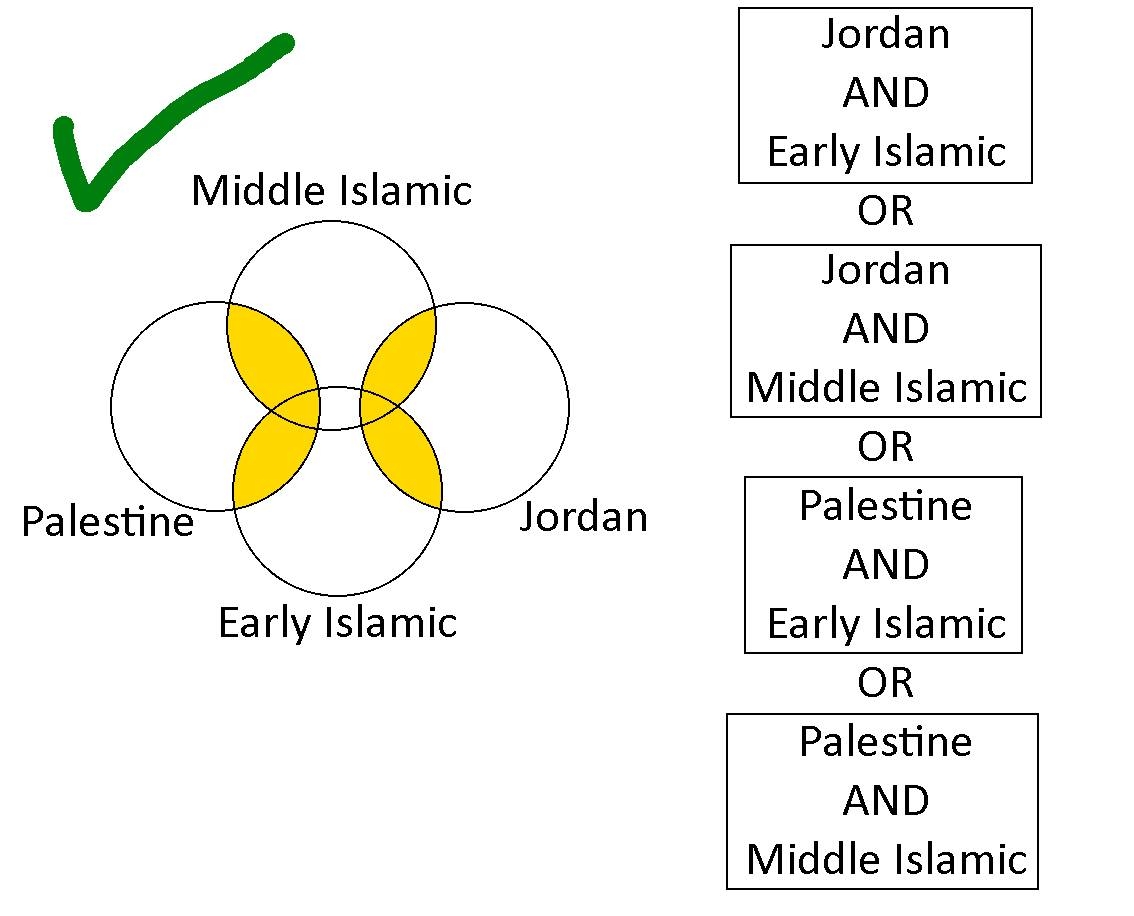 Middle Islamic
Palestine
Jordan
Early Islamic
Jordan
AND
Early Islamic
OR
Jordan
AND
Middle Islamic
OR
Palestine
AND
Early Islamic
OR
Palestine
AND
Middle Islamic